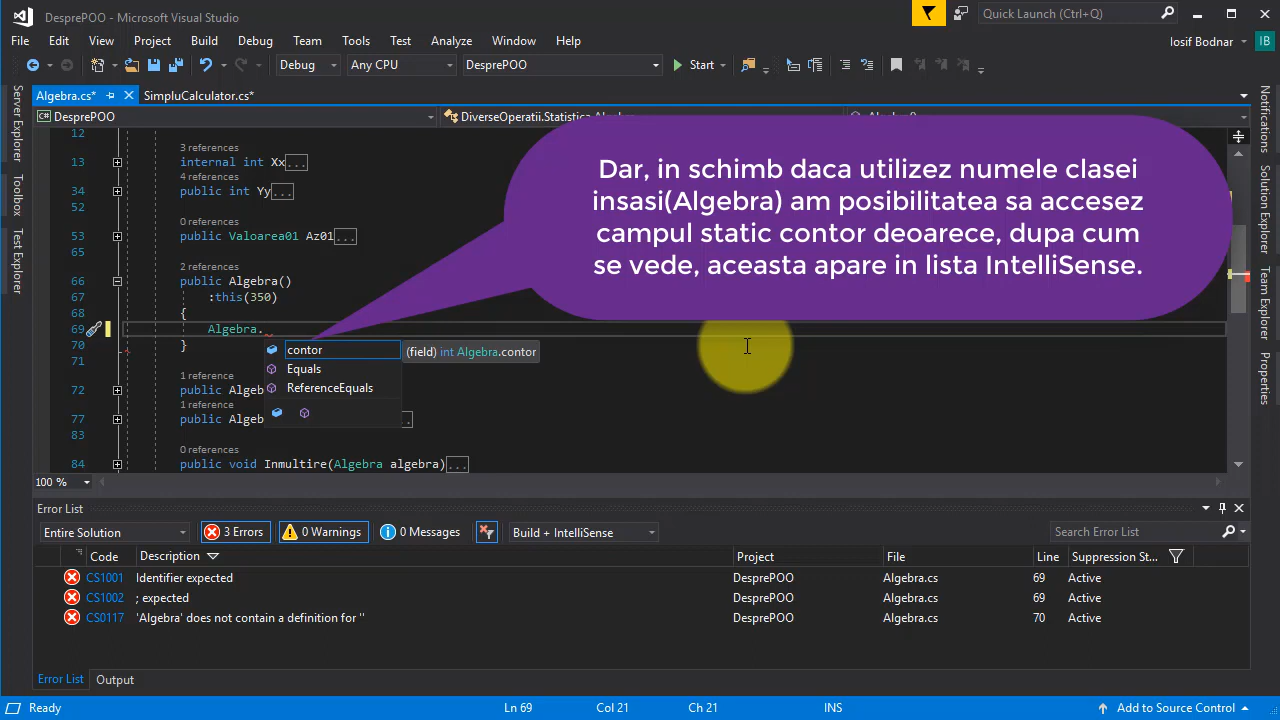 DesprePOO - Microsoft Visual Studio
Quick Launch (Ctrl+Q)
File Edit View Project Build Debug Team Tools Test Analyze Window Help
Iosif Bodnar IB
Debug Any CPU DesprePOO Start
Algebra.cs* SimpluCalculator.cs*
C# DesprePOO DiverseOperatii.Statistica.
Server Explorer
Toolbox
Test Explorer
Notifications
Solution Explorer
Team Explorer
Properties
Dar, in schimb daca utilizez numele clasei
insasi(Algebra) am posibilitatea sa accesez
campul static contor deoarece, dupa cum
se vede, aceasta apare in lista IntelliSense.
12
3 references
13 internal int Xx...
4 references
34 public int Yy...
52
0 references
53 public Valoarea01 Az01...
65
2 references
66 public Algebra()
67 :this(350)
68 {
69 Algebra.
70 }
71
contor
(field) int Algebra.contor
Equals
ReferenceEquals
1 reference
72 public Algeb
1 reference
77 public Algeb ..
83
0 references
84 public void Inmultire(Algebra algebra)...
100 %
Error List
Entire Solution 3 Errors 0 Warnings 0 Messages Build + IntelliSense Search Error List
Code Description Project File Line Suppression St...
CS1001 Identifier expected DesprePOO Algebra.cs 69 Active
CS1002 ; expected DesprePOO Algebra.cs 69 Active
CS0117 'Algebra' does not contain a definition for '' DesprePOO Algebra.cs 70 Active
Error List Output
Ready Ln 69 Col 21 Ch 21 INS Add to Source Control